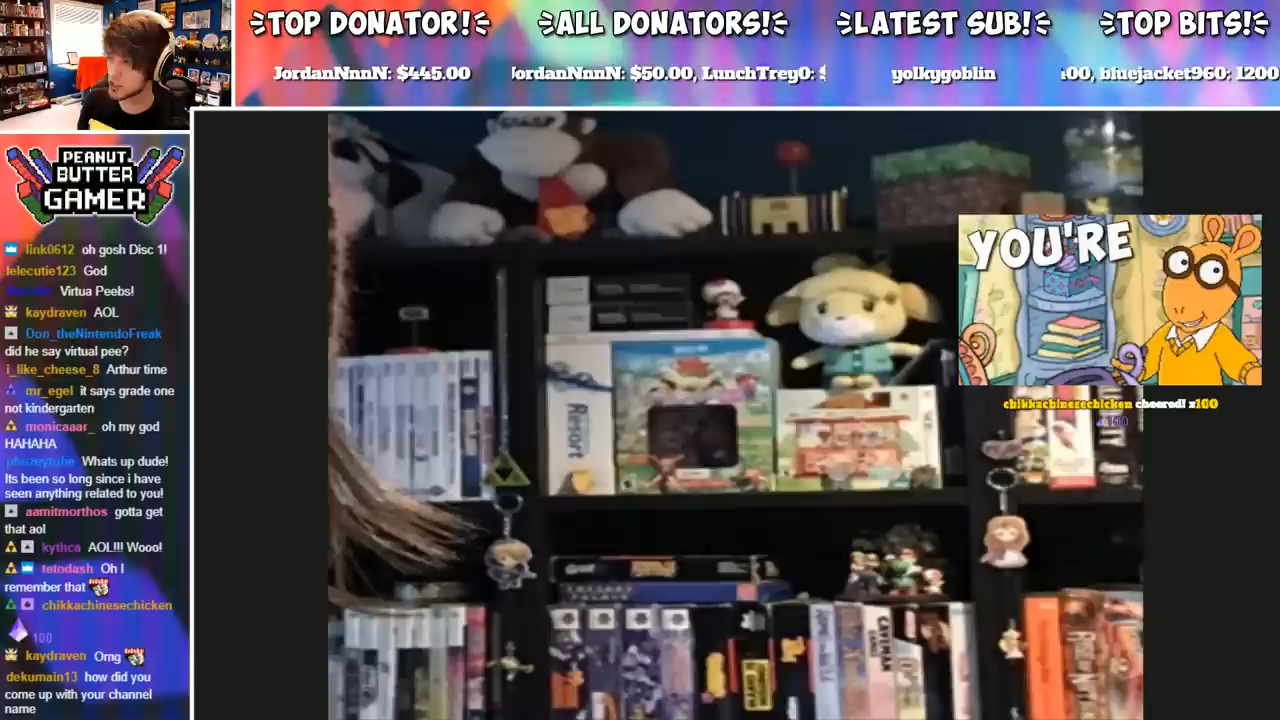 TOP DONATOR!
ALL DONATORS!
LATEST SUB!
TOP BITS!
JordanNnnN: $445.00
JordanNnnN: $50.00, LunchTrey0: $
yolkygoblin
100, bluejacket960: 1200
PEANUT
BUTTER
GAMER
link0612 oh gosh Disc 1!
lelecutie123 God
Virtua Peebs!
kaydraven AOL
Don_theNintendoFreak
did he say virtual pee?
i_like_cheese_8 Arthur time
mr_egel it says grade one
not kindergarten
monicaaar_ oh my god
HAHAHA
phuzeytube Whats up dude!
Its been so long since i have
seen anything related to you!
aamitmorthos gotta get
that aol
kythca AOL!!! Wooo!
tetodash Oh I
remember that
chikkachinesechicken
100
kaydraven Omg
dekumain13 how did you
come up with your channel
name
YOU'RE
chikkachinesechicken cheered! x100
100
Resort
CAVEMAN